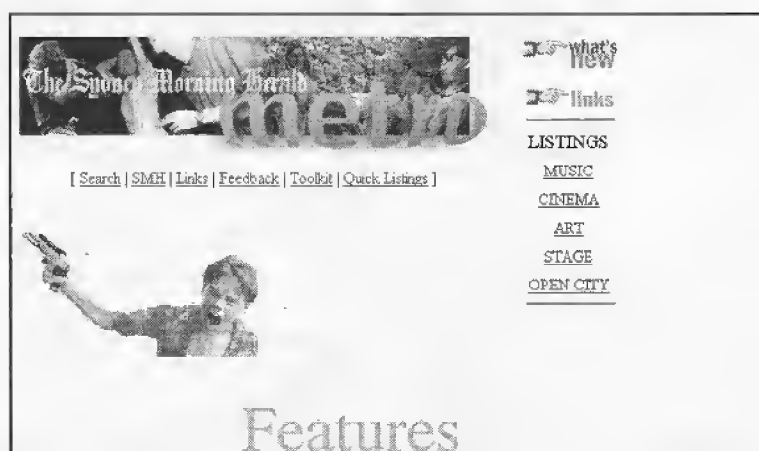 The Sydney Morning Herald
metro
[ Search | SMH | Links | Feedback | Toolkit | Quick Listings ]
what's
new
links
LISTINGS
MUSIC
CINEMA
ART
STAGE
OPEN CITY
Features